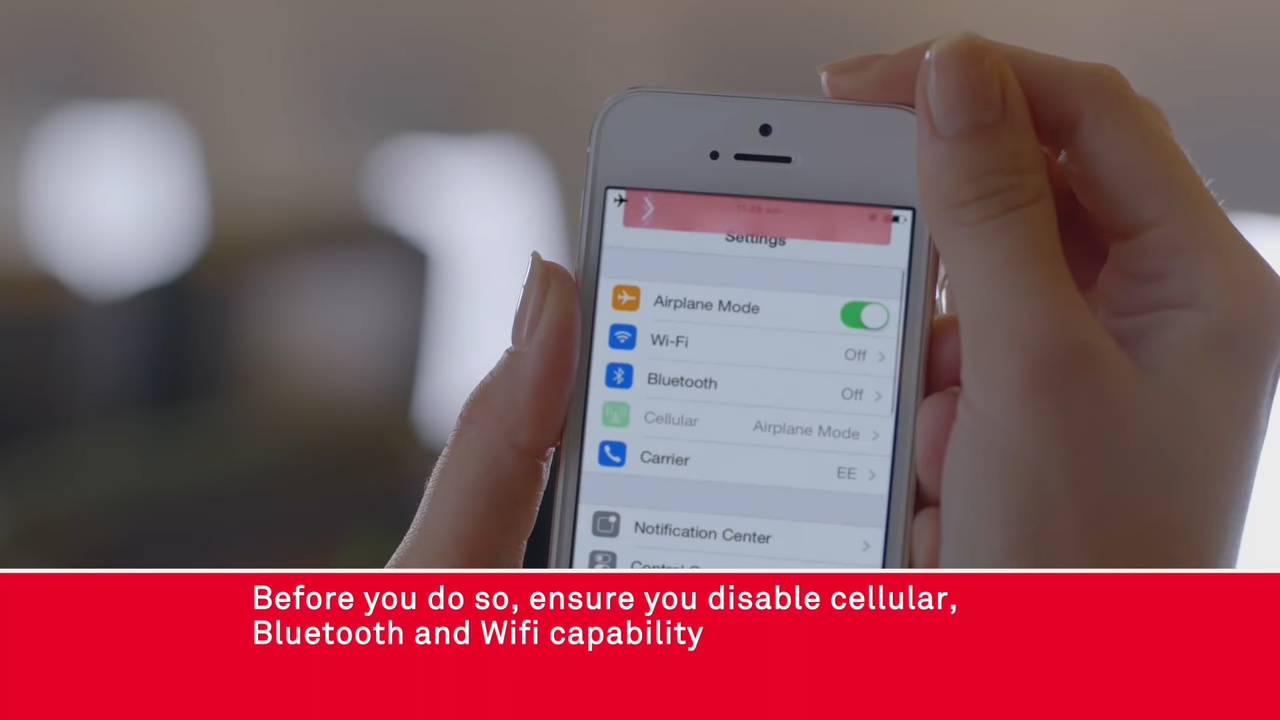 Settings
Airplane Mode
Wi-Fi Off
Bluetooth Off
Cellular Airplane Mode
Carrier EE
Notification Center
Before you do so, ensure you disable cellular,
Bluetooth and Wifi capability